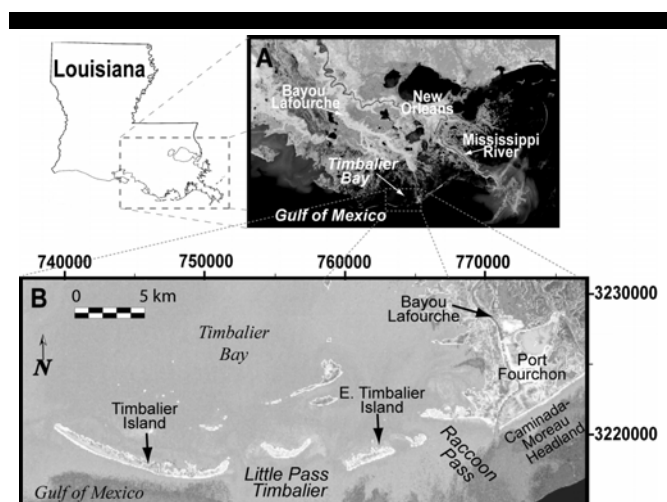 Louisiana
A
Bayou
Lafourche
New
Orleans
Mississippi
River
Timbalier
Bay
Gulf of Mexico
740000
750000
760000
770000
B
0 5 km
N
Timbalier
Bay
Bayou
Lafourche
Port
Fourchon
3230000
Timbalier
Island
E. Timbalier
Island
Little Pass
Timbalier
Raccoon
Pass
Caminada-
Moreau
Headland
3220000
Gulf of Mexico